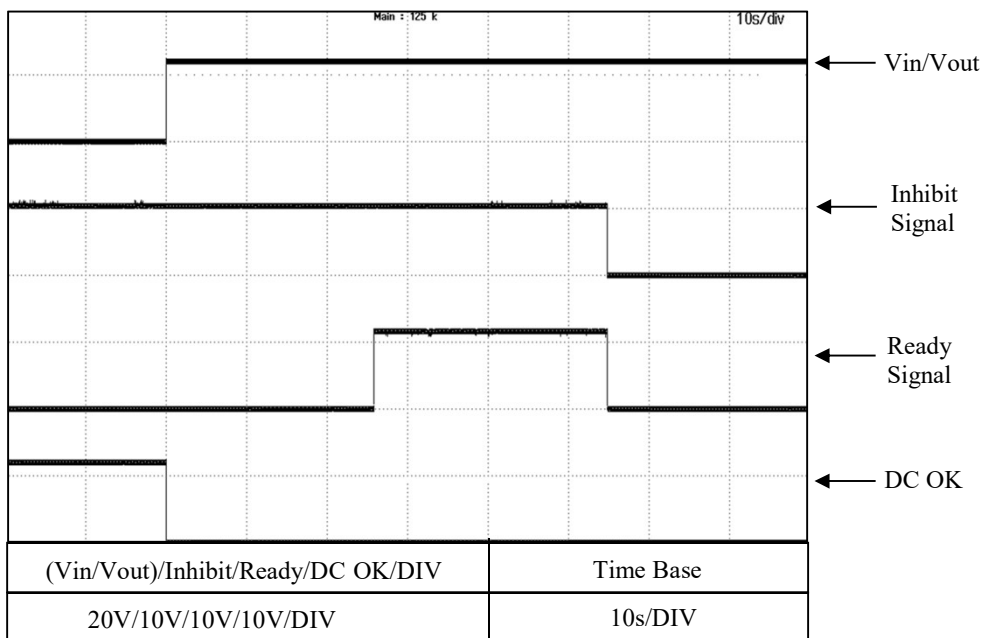 Main : 125 k
10s/div
Vin/Vout
Inhibit
Signal
Ready
Signal
DC OK
(Vin/Vout)/Inhibit/Ready/DC OK/DIV
Time Base
20V/10V/10V/10V/DIV
10s/DIV